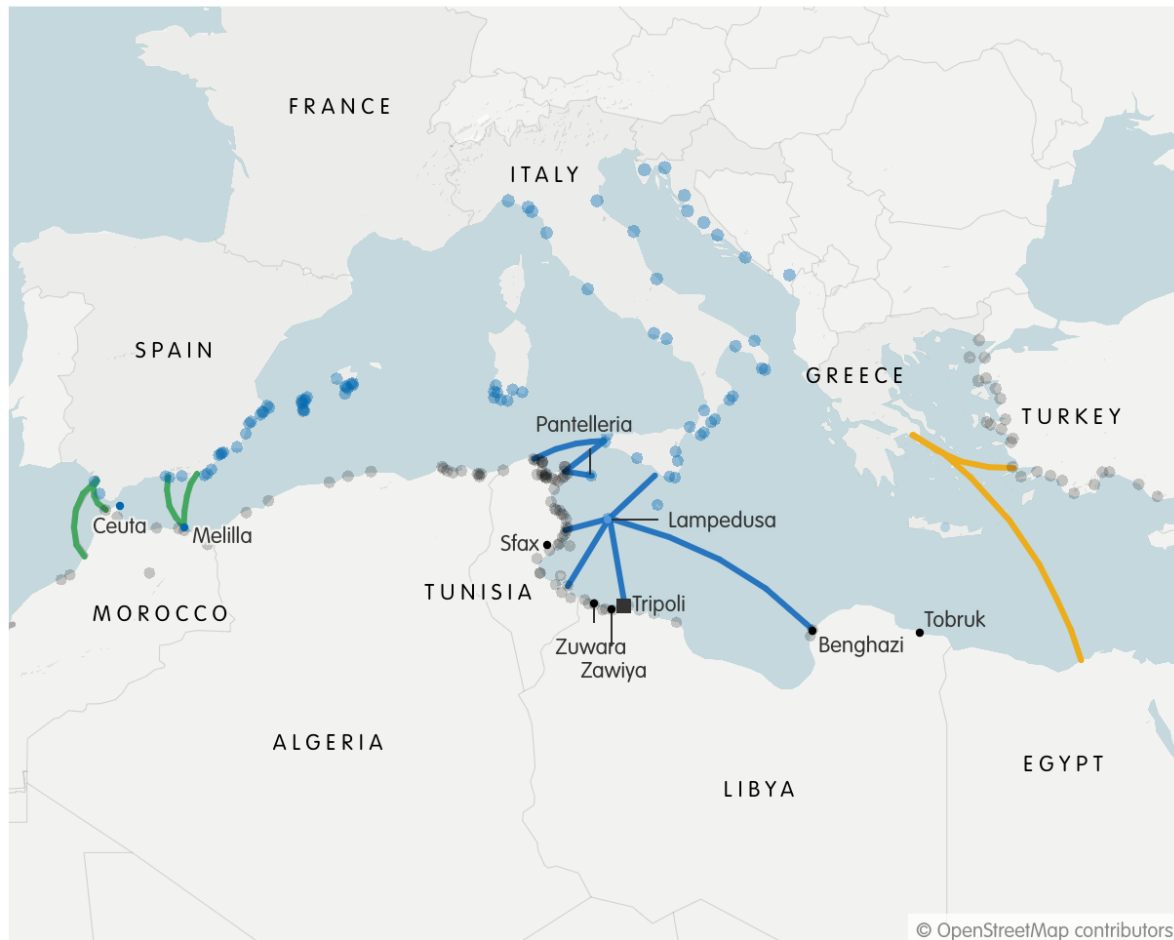 FRANCE
ITALY
SPAIN
GREECE
TURKEY
Pantelleria
Ceuta
Melilla
Lampedusa
Sfax
TUNISIA
MOROCCO
Tripoli
Tobruk
Zuwara
Benghazi
Zawiya
ALGERIA
EGYPT
LIBYA
© OpenStreetMap contributors